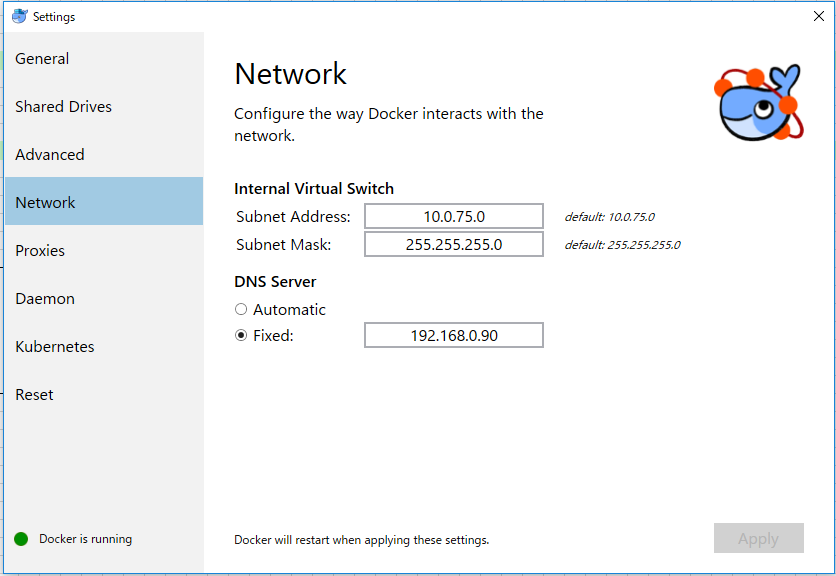 Settings
General
Shared Drives
Advanced
Network
Proxies
Daemon
Kubernetes
Reset
Docker is running
Network
Configure the way Docker interacts with the
network.
Internal Virtual Switch
Subnet Address: 10.0.75.0 default: 10.0.75.0
Subnet Mask: 255.255.255.0 default: 255.255.255.0
DNS Server
Automatic
Fixed: 192.168.0.90
Docker will restart when applying these settings.
Apply